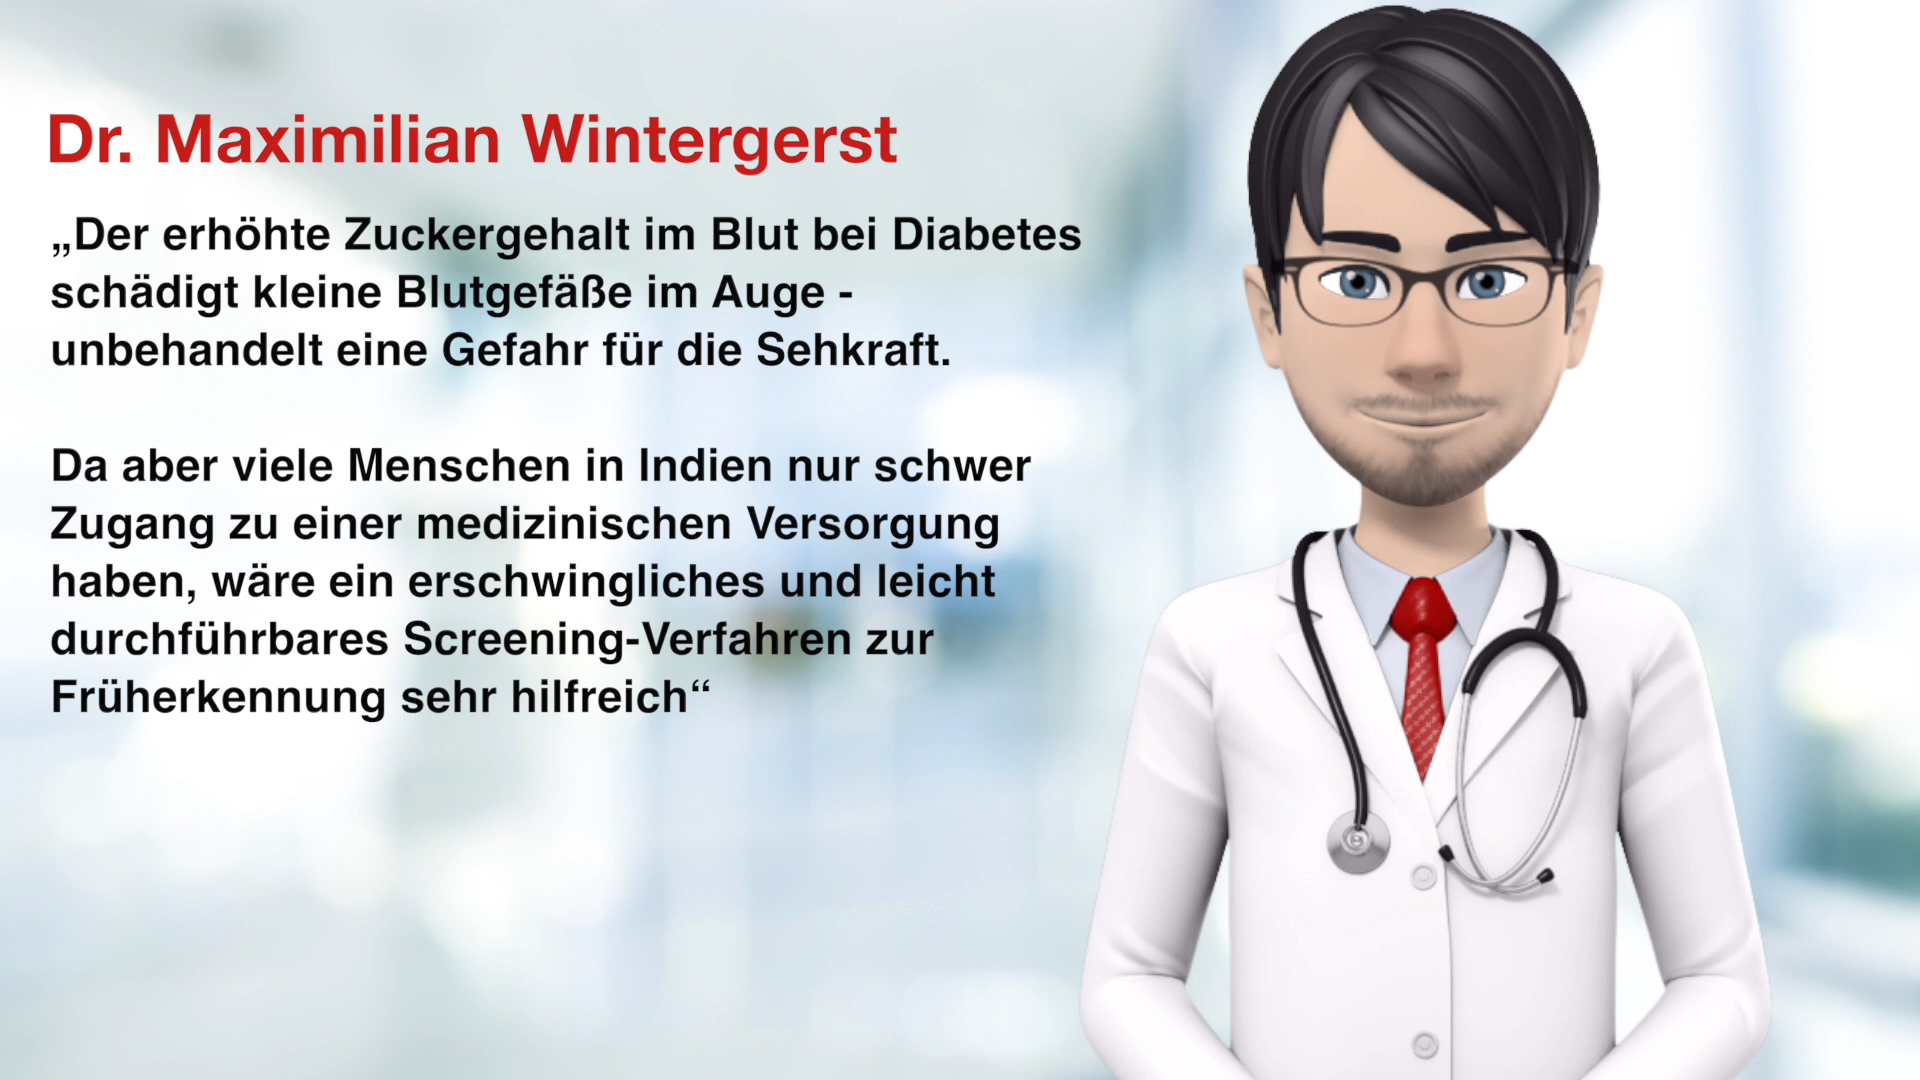 Dr. Maximilian Wintergerst
„Der erhöhte Zuckergehalt im Blut bei Diabetes
schädigt kleine Blutgefäße im Auge -
unbehandelt eine Gefahr für die Sehkraft.
Da aber viele Menschen in Indien nur schwer
Zugang zu einer medizinischen Versorgung
haben, wäre ein erschwingliches und leicht
durchführbares Screening-Verfahren zur
Früherkennung sehr hilfreich“